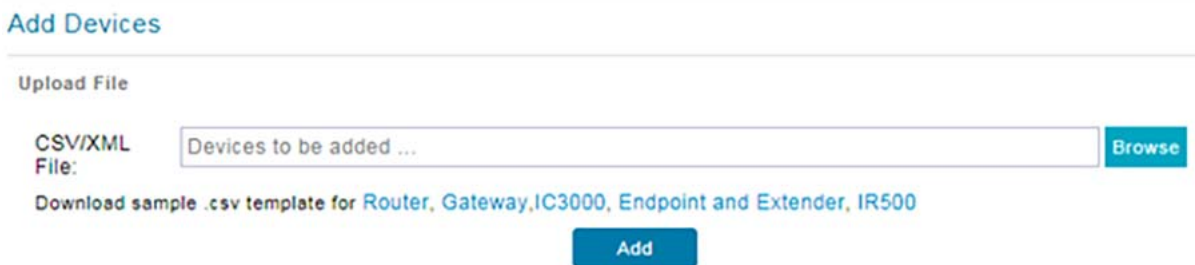 Add Devices
Upload File
CSV/XML
File:
Devices to be added ...
Browse
Download sample .csv template for Router, Gateway,IC3000, Endpoint and Extender, IR500
Add